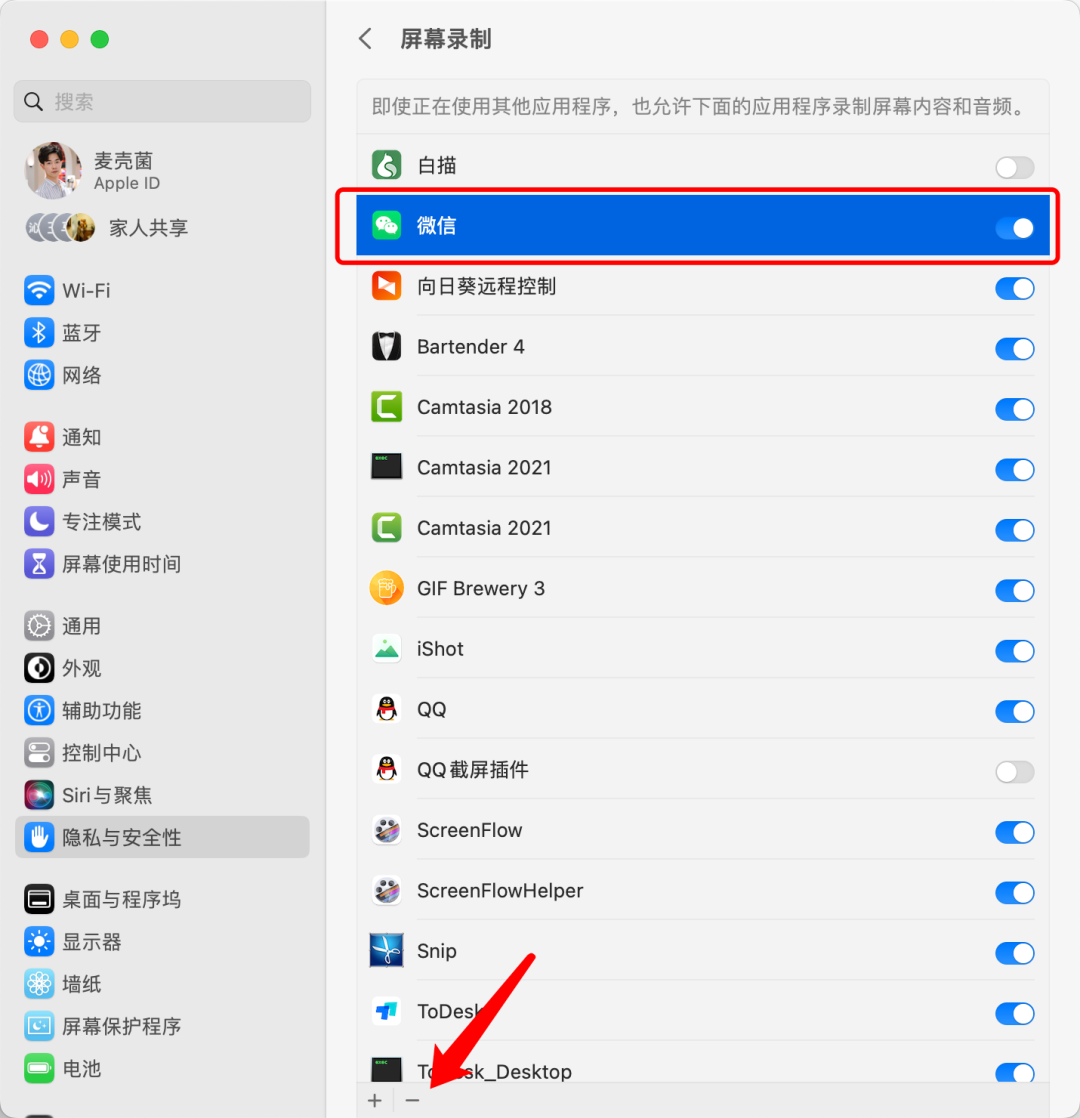 搜索
麦壳菌
Apple ID
家人共享
Wi-Fi
蓝牙
网络
通知
声音
专注模式
屏幕使用时间
通用
外观
辅助功能
控制中心
Siri与聚焦
隐私与安全性
桌面与程序坞
显示器
墙纸
屏幕保护程序
电池
屏幕录制
即使正在使用其他应用程序，也允许下面的应用程序录制屏幕内容和音频。
白描
微信
向日葵远程控制
Bartender 4
Camtasia 2018
Camtasia 2021
Camtasia 2021
GIF Brewery 3
iShot
QQ
QQ截屏插件
ScreenFlow
ScreenFlowHelper
Snip
ToDesk
ToDesk_Desktop